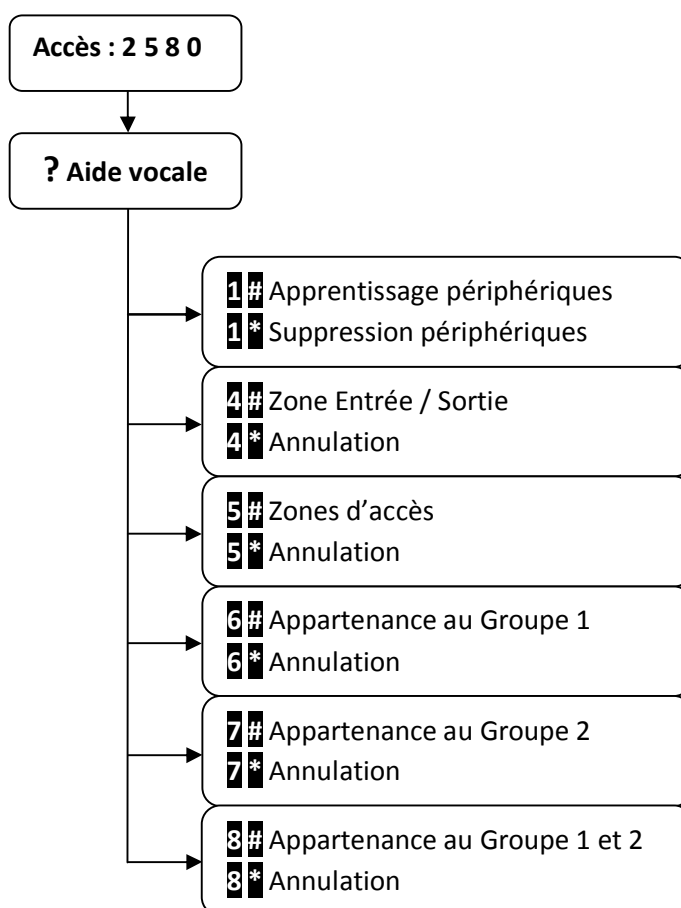 Accès : 2 5 8 0
? Aide vocale
1 # Apprentissage périphériques
1 * Suppression périphériques
4 # Zone Entrée / Sortie
4 * Annulation
5 # Zones d’accès
5 * Annulation
6 # Appartenance au Groupe 1
6 * Annulation
7 # Appartenance au Groupe 2
7 * Annulation
8 # Appartenance au Groupe 1 et 2
8 * Annulation